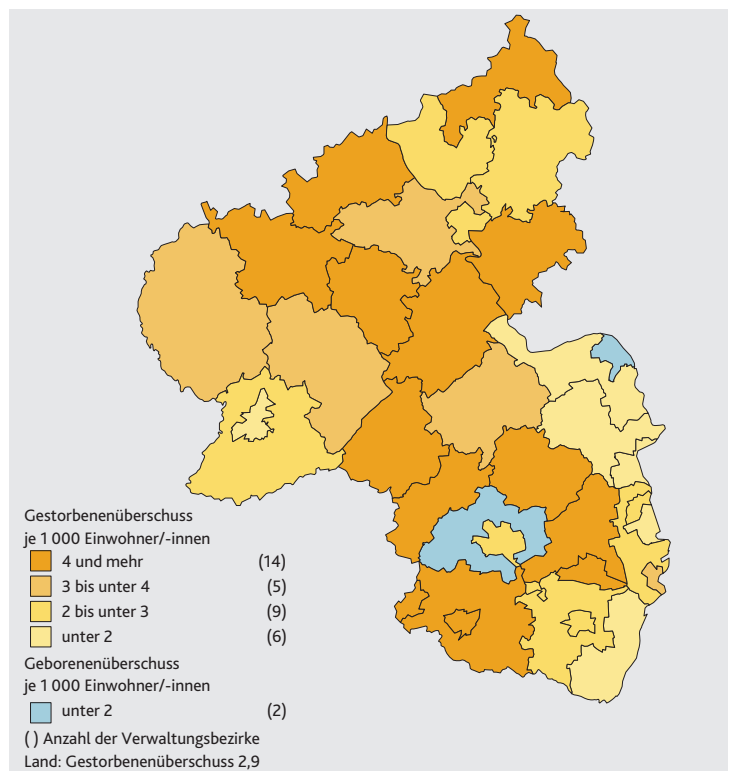 Gestorbenenüberschuss
je 1 000 Einwohner/-innen
4 und mehr (14)
3 bis unter 4 (5)
2 bis unter 3 (9)
unter 2 (6)
Geborenenüberschuss
je 1 000 Einwohner/-innen
unter 2 (2)
( ) Anzahl der Verwaltungsbezirke
Land: Gestorbenenüberschuss 2,9